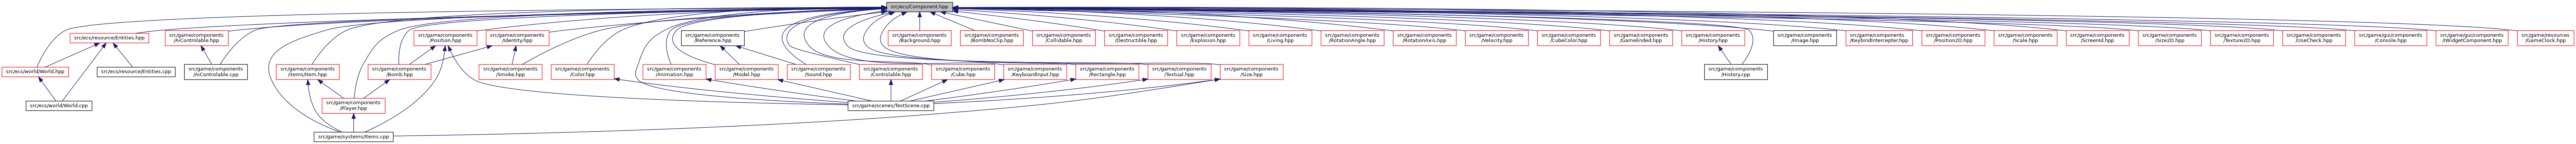 src/ecs/Component.hpp
src/ecs/resource/Entities.hpp
src/game/components
/AiControlable.hpp
src/game/components
/Position.hpp
src/game/components
/Identity.hpp
src/game/components
/Reference.hpp
src/game/components
/Background.hpp
src/game/components
/BombNoClip.hpp
src/game/components
/Collidable.hpp
src/game/components
/Destructible.hpp
src/game/components
/Explosion.hpp
src/game/components
/Living.hpp
src/game/components
/RotationAngle.hpp
src/game/components
/RotationAxis.hpp
src/game/components
/Velocity.hpp
src/game/components
/CubeColor.hpp
src/game/components
/GameEnded.hpp
src/game/components
/History.hpp
src/game/components
/Image.hpp
src/game/components
/KeybindIntercepter.hpp
src/game/components
/Position2D.hpp
src/game/components
/Scale.hpp
src/game/components
/ScreenId.hpp
src/game/components
/Size2D.hpp
src/game/components
/Texture2D.hpp
src/game/components
/UseCheck.hpp
src/game/gui/components
/Console.hpp
src/game/gui/components
/IWidgetComponent.hpp
src/game/resources
/GameClock.hpp
src/ecs/world/World.hpp
src/ecs/resource/Entities.cpp
src/game/components
/AiControlable.cpp
src/game/components
/items/Item.hpp
src/game/components
/Bomb.hpp
src/game/components
/Smoke.hpp
src/game/components
/Color.hpp
src/game/components
/Animation.hpp
src/game/components
/Model.hpp
src/game/components
/Sound.hpp
src/game/components
/Controlable.hpp
src/game/components
/Cube.hpp
src/game/components
/KeyboardInput.hpp
src/game/components
/Rectangle.hpp
src/game/components
/Textual.hpp
src/game/components
/Size.hpp
src/game/components
/History.cpp
src/ecs/world/World.cpp
src/game/components
/Player.hpp
src/game/scenes/TestScene.cpp
src/game/systems/Items.cpp